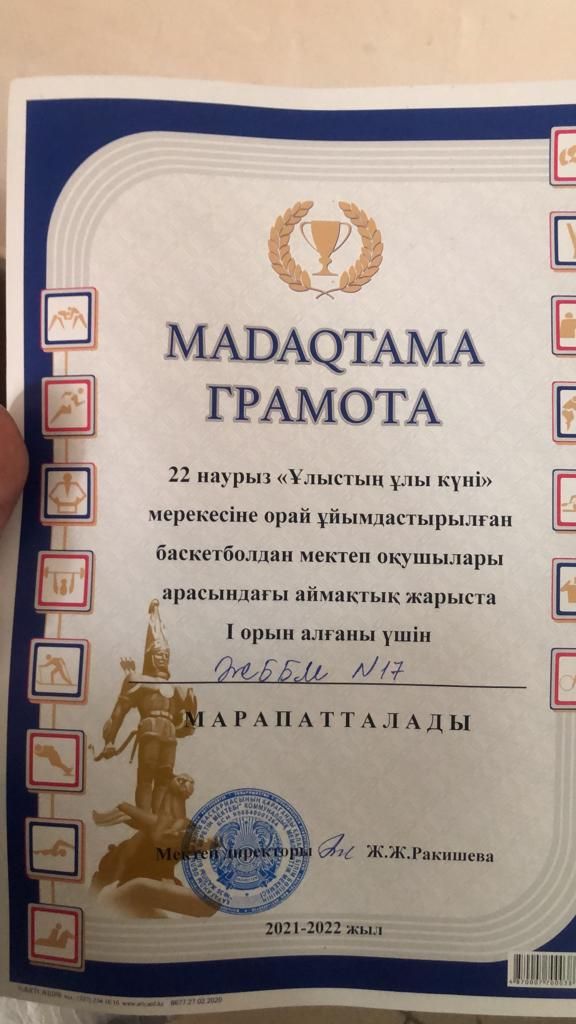 MADAQTAMA
ГРАМОТА
22 наурыз «Ұлыстың ұлы күні»
мерекесіне орай ұйымдастырылған
баскетболдан мектеп оқушылары
арасындағы аймақтық жарыста
І орын алғаны үшін
ЖББМ N17
МАРАПАТТАЛАДЫ
Мектеп директоры Ж.Ж.Ракишева
2021-2022 жыл